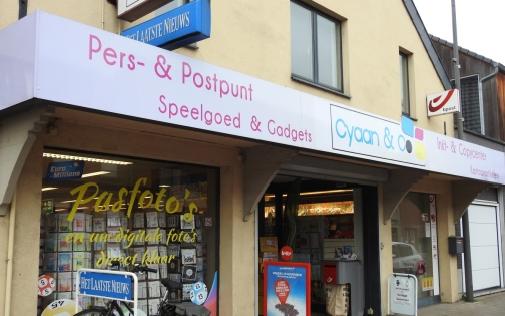 HET LAATSTE NIEUWS
Pers- & Postpunt
Speelgoed & Gadgets
Cyaan & Co
Inkt- & Copycenter
bpost
Euro Millions
Pasfoto's
en uw digitale foto's
direct klaar
HET LAATSTE NIEUWS